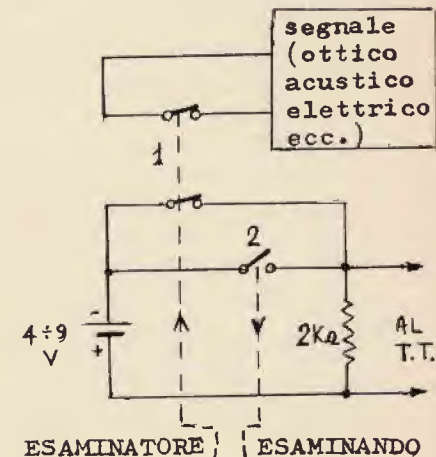 segnale
(ottico
acustico
elettrico
ecc.)
1
2
-
4÷9
V
+
2KΩ
AL
T.T.
ESAMINATORE
ESAMINANDO